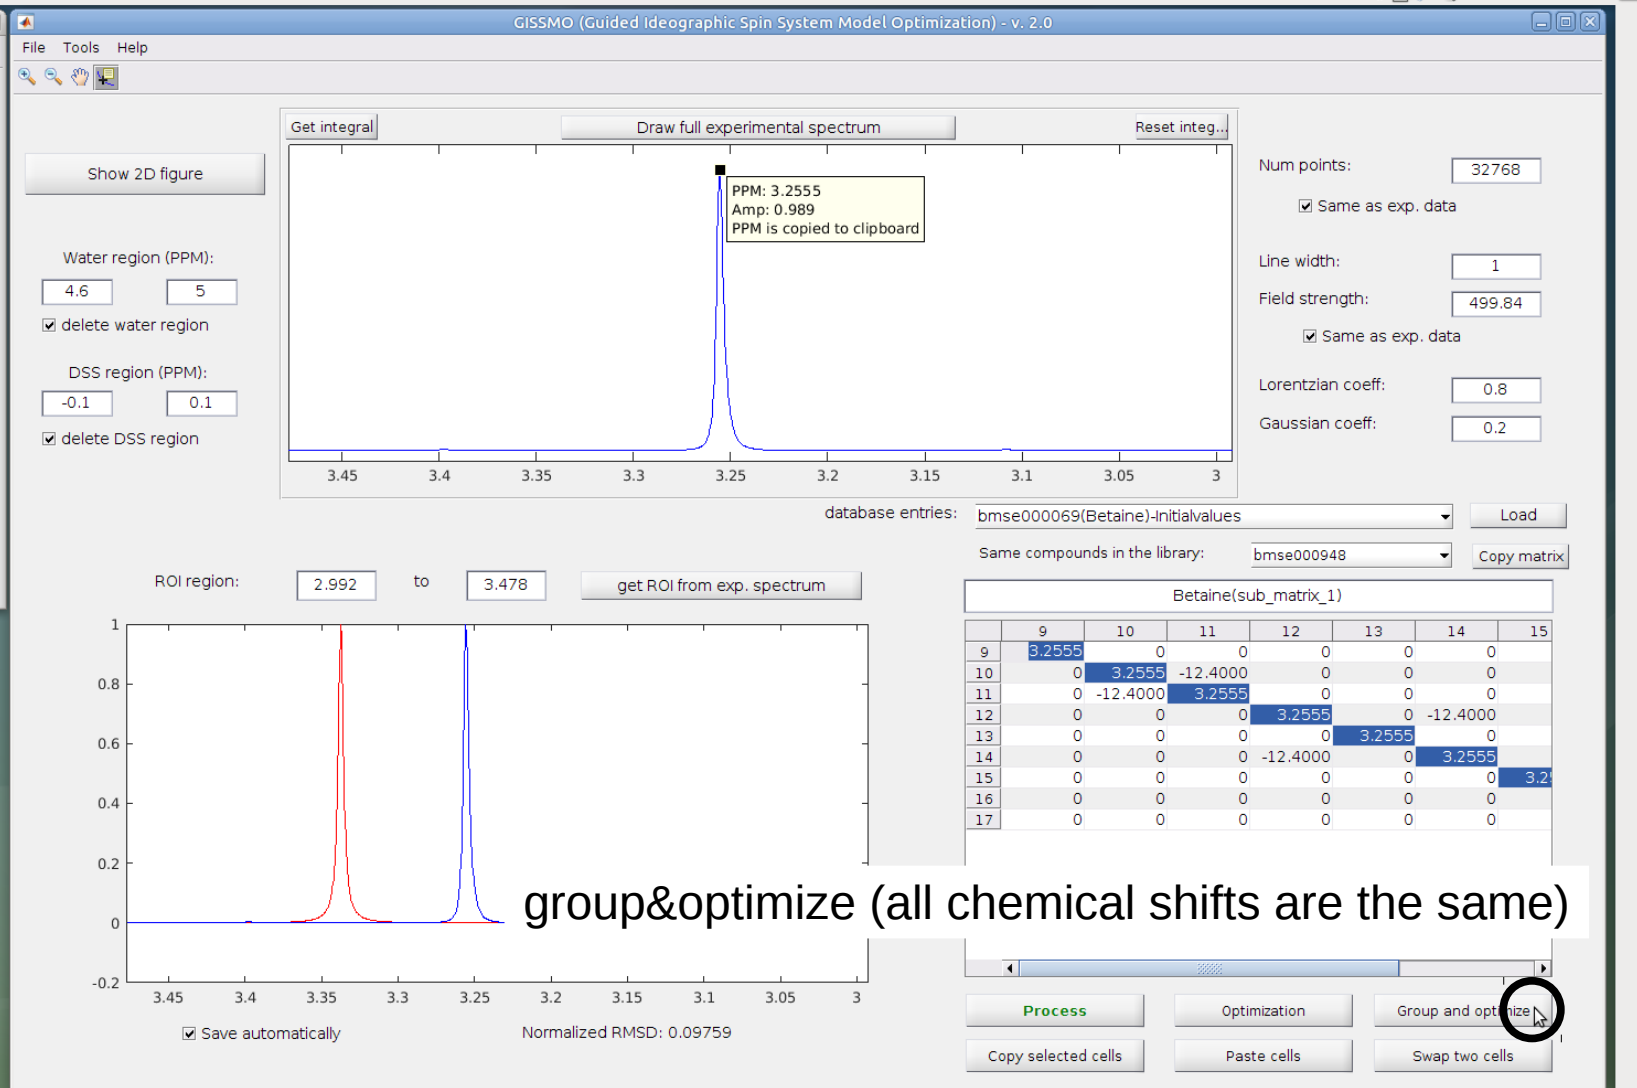 GISSMO (Guided Ideographic Spin System Model Optimization) - v. 2.0
File Tools Help
Get integral Draw full experimental spectrum Reset integ...
Show 2D figure
PPM: 3.2555
Amp: 0.989
PPM is copied to clipboard
3.45 3.4 3.35 3.3 3.25 3.2 3.15 3.1 3.05 3
Water region (PPM):
4.6 5
delete water region
DSS region (PPM):
-0.1 0.1
delete DSS region
Num points: 32768
Same as exp. data
Line width: 1
Field strength: 499.84
Same as exp. data
Lorentzian coeff: 0.8
Gaussian coeff: 0.2
database entries: bmse000069(Betaine)-Initialvalues Load
Same compounds in the library: bmse000948 Copy matrix
ROI region: 2.992 to 3.478 get ROI from exp. spectrum
1
0.8
0.6
0.4
0.2
0
-0.2
3.45 3.4 3.35 3.3 3.25 3.2 3.15 3.1 3.05 3
Save automatically Normalized RMSD: 0.09759
Betaine(sub_matrix_1)
9 10 11 12 13 14 15
9 3.2555 0 0 0 0 0
10 0 3.2555 -12.4000 0 0 0
11 0 -12.4000 3.2555 0 0 0
12 0 0 0 3.2555 0 -12.4000
13 0 0 0 0 3.2555 0
14 0 0 0 -12.4000 0 3.2555
15 0 0 0 0 0 0
16 0 0 0 0 0 0
17 0 0 0 0 0 0
group&optimize (all chemical shifts are the same)
Process Optimization Group and optimize
Copy selected cells Paste cells Swap two cells